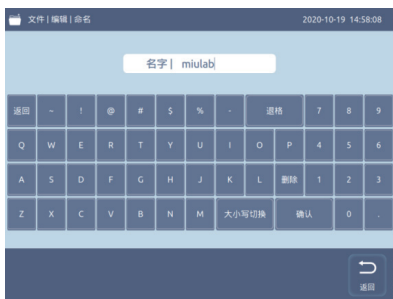 文件 | 编辑 | 命名 2020-10-19 14:58:08
名字 | miulab
返回 ~ ! @ # $ % - 退格 7 8 9
Q W E R T Y U I O P 4 5 6
A S D F G H J K L 删除 1 2 3
Z X C V B N M 大小写切换 确认 0 .
返回